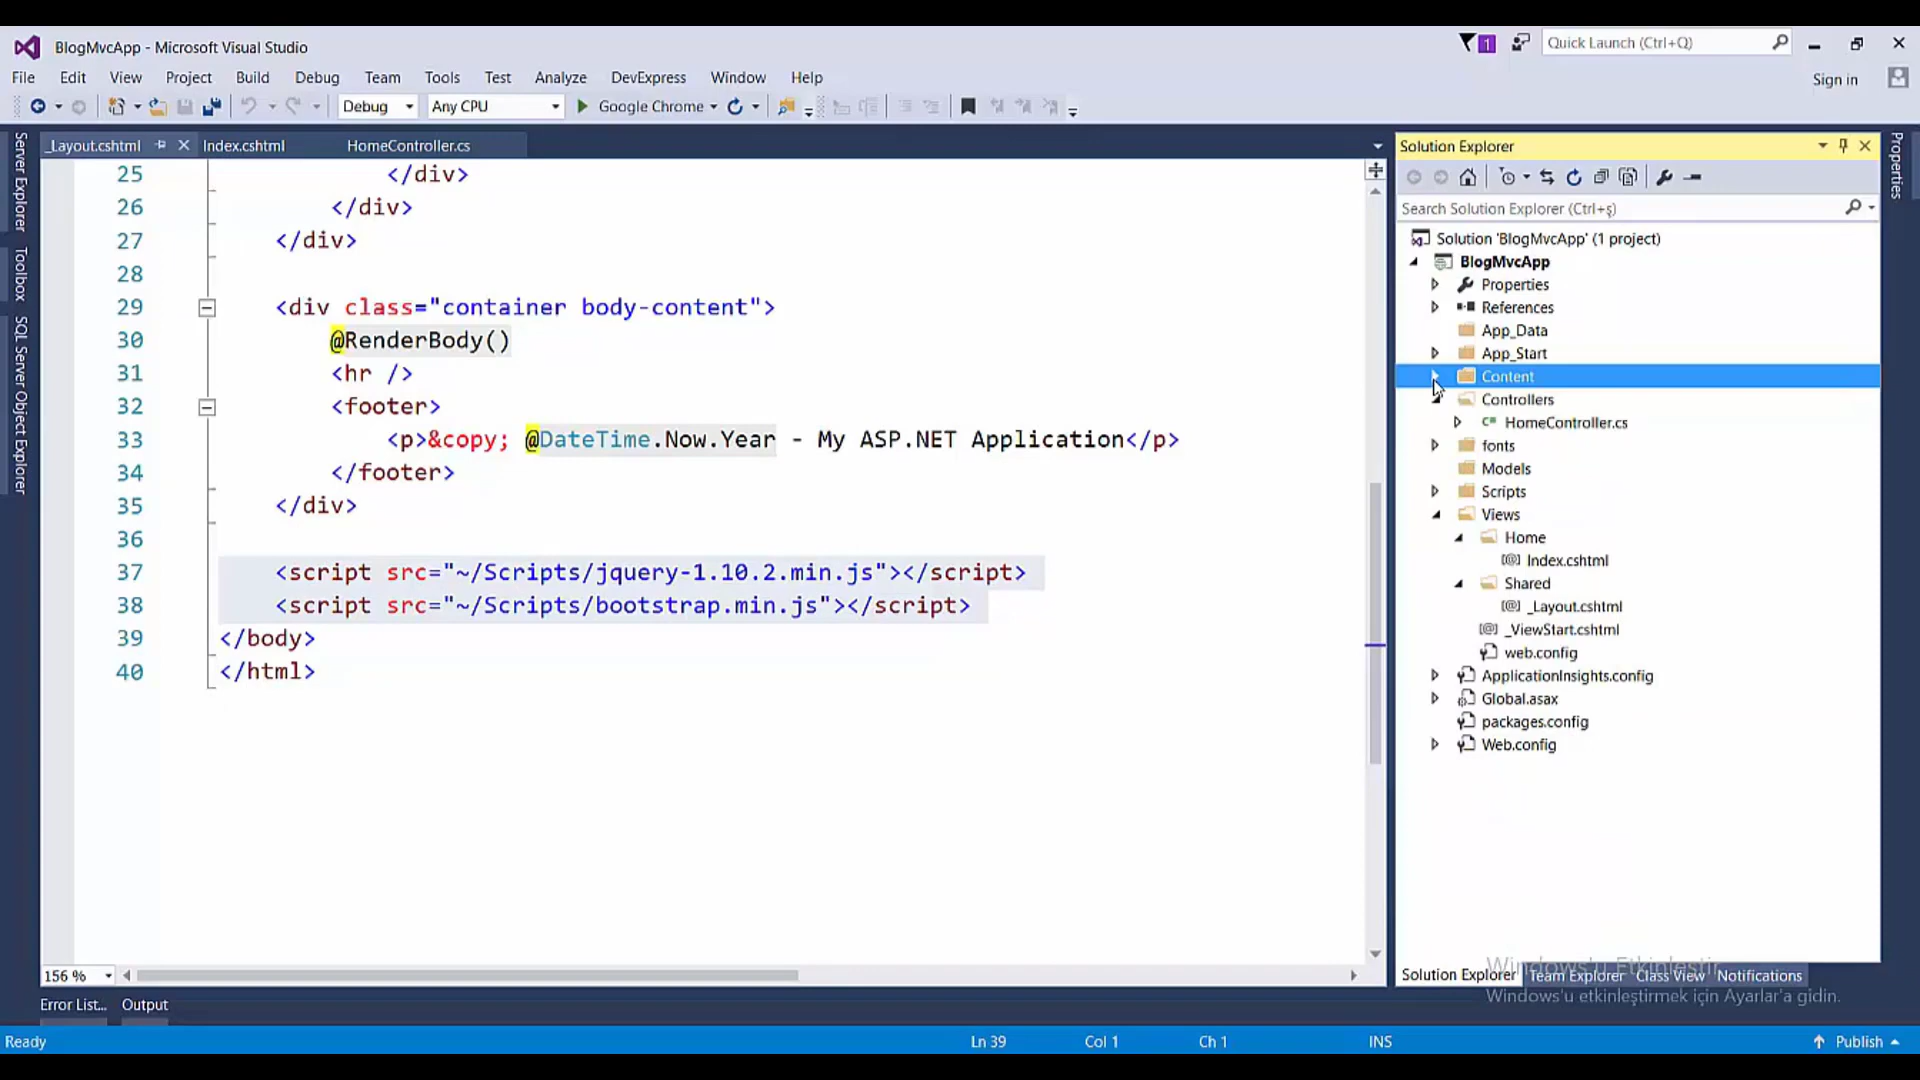 BlogMvcApp - Microsoft Visual Studio
1
Quick Launch (Ctrl+Q)
File Edit View Project Build Debug Team Tools Test Analyze DevExpress Window Help
Sign in
Debug Any CPU Google Chrome
_Layout.cshtml Index.cshtml HomeController.cs
Server Explorer
Toolbox
SQL Server Object Explorer
25 </div>
26 </div>
27 </div>
28
29 <div class="container body-content">
30 @RenderBody()
31 <hr />
32 <footer>
33 <p>&copy; @DateTime.Now.Year - My ASP.NET Application</p>
34 </footer>
35 </div>
36
37 <script src="~/Scripts/jquery-1.10.2.min.js"></script>
38 <script src="~/Scripts/bootstrap.min.js"></script>
39 </body>
40 </html>
156 %
Solution Explorer
Search Solution Explorer (Ctrl+ş)
Solution 'BlogMvcApp' (1 project)
BlogMvcApp
Properties
References
App_Data
App_Start
Content
Controllers
C# HomeController.cs
fonts
Models
Scripts
Views
Home
[@] Index.cshtml
Shared
[@] _Layout.cshtml
[@] _ViewStart.cshtml
web.config
ApplicationInsights.config
Global.asax
packages.config
Web.config
Properties
Windows'u Etkinleştir
Solution Explorer Team Explorer Class View Notifications
Windows'u etkinleştirmek için Ayarlar'a gidin.
Error List... Output
Ready Ln 39 Col 1 Ch 1 INS Publish